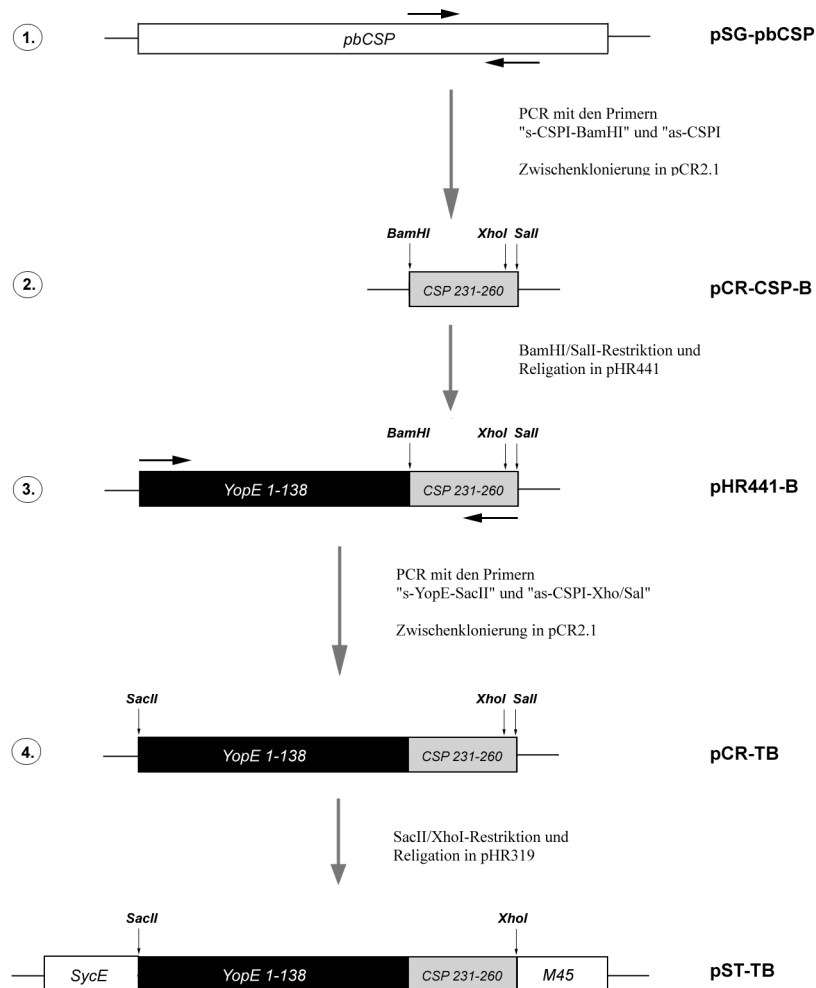 1.
pbCSP
pSG-pbCSP
PCR mit den Primern
"s-CSPI-BamHI" und "as-CSPI
Zwischenklonierung in pCR2.1
BamHI XhoI SalI
2.
CSP 231-260
pCR-CSP-B
BamHI/SalI-Restriktion und
Religation in pHR441
BamHI XhoI SalI
3.
YopE 1-138
CSP 231-260
pHR441-B
PCR mit den Primern
"s-YopE-SacII" und "as-CSPI-Xho/Sal"
Zwischenklonierung in pCR2.1
SacII XhoI SalI
4.
YopE 1-138
CSP 231-260
pCR-TB
SacII/XhoI-Restriktion und
Religation in pHR319
SacII XhoI
SycE
YopE 1-138
CSP 231-260
M45
pST-TB